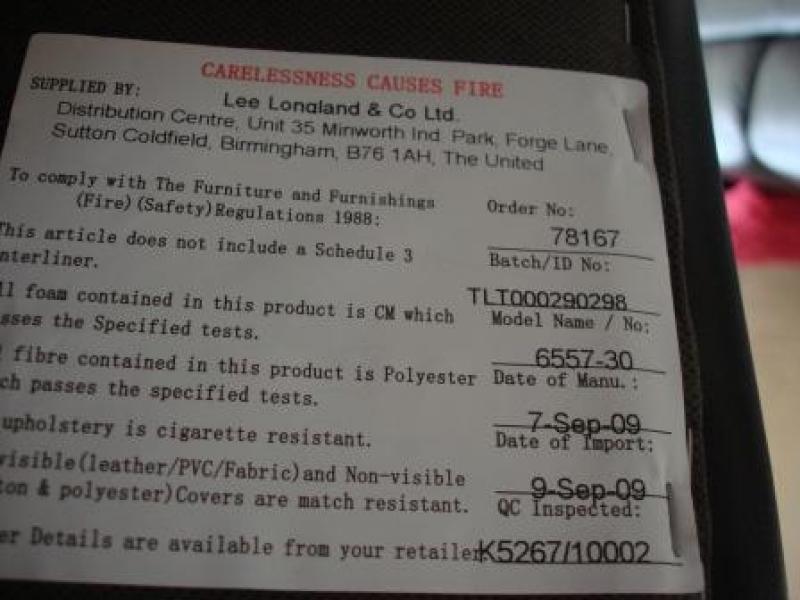 CARELESSNESS CAUSES FIRE
SUPPLIED BY:
Lee Longland & Co Ltd.
Distribution Centre, Unit 35 Minworth Ind. Park, Forge Lane,
Sutton Coldfield, Birmingham, B76 1AH, The United
To comply with The Furniture and Furnishings
(Fire)(Safety)Regulations 1988:
This article does not include a Schedule 3
nterliner.
ll foam contained in this product is CM which
sses the Specified tests.
l fibre contained in this product is Polyester
ch passes the specified tests.
upholstery is cigarette resistant.
visible(leather/PVC/Fabric)and Non-visible
ton & polyester)Covers are match resistant.
er Details are available from your retailer
Order No:
78167
Batch/ID No:
TLT000290298
Model Name / No:
6557-30
Date of Manu.:
7-Sep-09
Date of Import:
9-Sep-09
QC Inspected:
K5267/10002